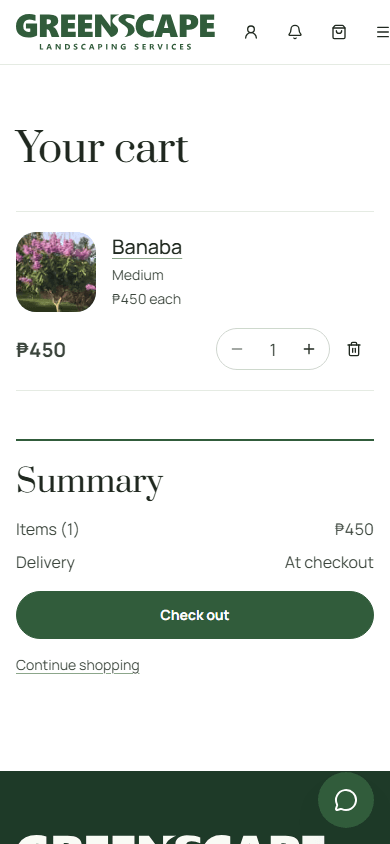 GREENSCAPE
LANDSCAPING SERVICES
Your cart
Banaba
Medium
₱450 each
₱450
1
Summary
Items (1) ₱450
Delivery At checkout
Check out
Continue shopping
GREENSCAPE